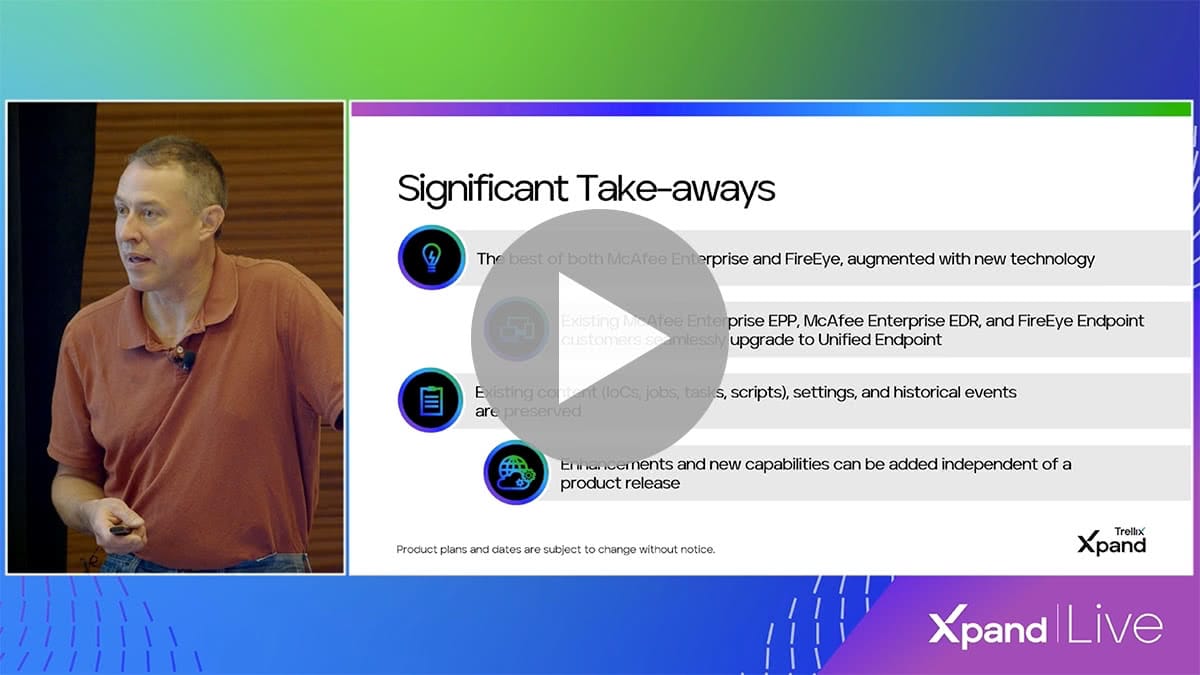 Significant Take-aways
The best of both McAfee Enterprise and FireEye, augmented with new technology
Existing McAfee Enterprise EPP, McAfee Enterprise EDR, and FireEye Endpoint
customers seamlessly upgrade to Unified Endpoint
Existing content (IoCs, jobs, tasks, scripts), settings, and historical events
are preserved
Enhancements and new capabilities can be added independent of a
product release
Product plans and dates are subject to change without notice.
Trellix
Xpand
Xpand Live